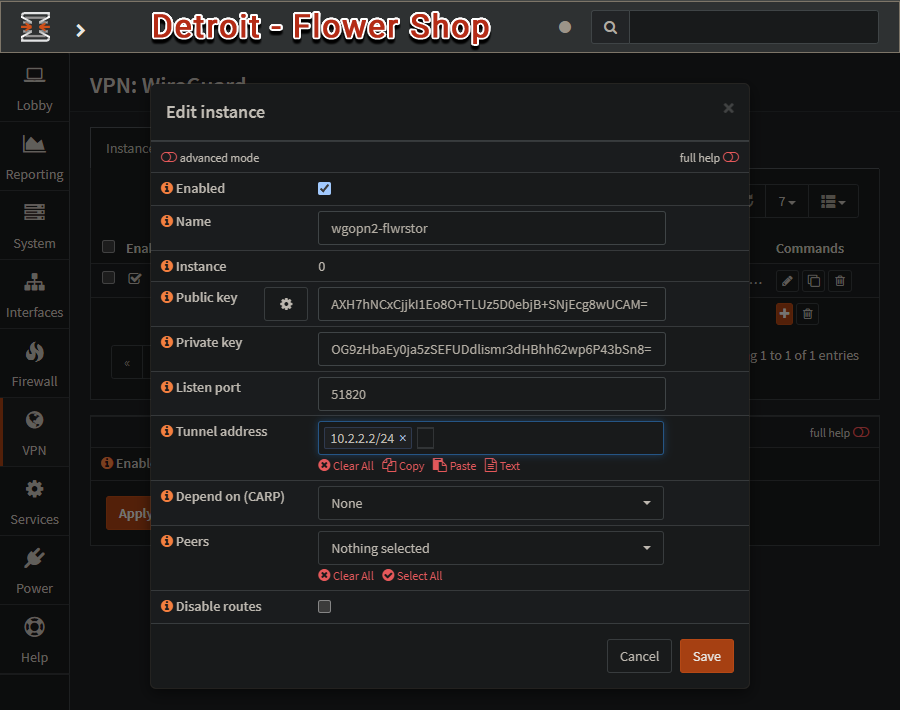 Detroit - Flower Shop
Lobby
Reporting
System
Interfaces
Firewall
VPN
Services
Power
Help
VPN: WireGuard
Instance
7
Enab
Commands
...
«
g 1 to 1 of 1 entries
full help
Enabl
Apply
Edit instance
×
advanced mode
full help
Enabled
Name
wgopn2-flwrstor
Instance
0
Public key
AXH7hNCxCjjkI1Eo8O+TLUz5D0ebjB+SNjEcg8wUCAM=
Private key
OG9zHbaEy0ja5zSEFUDdlismr3dHBhh62wp6P43bSn8=
Listen port
51820
Tunnel address
10.2.2.2/24 ×
Clear All Copy Paste Text
Depend on (CARP)
None
Peers
Nothing selected
Clear All Select All
Disable routes
Cancel
Save